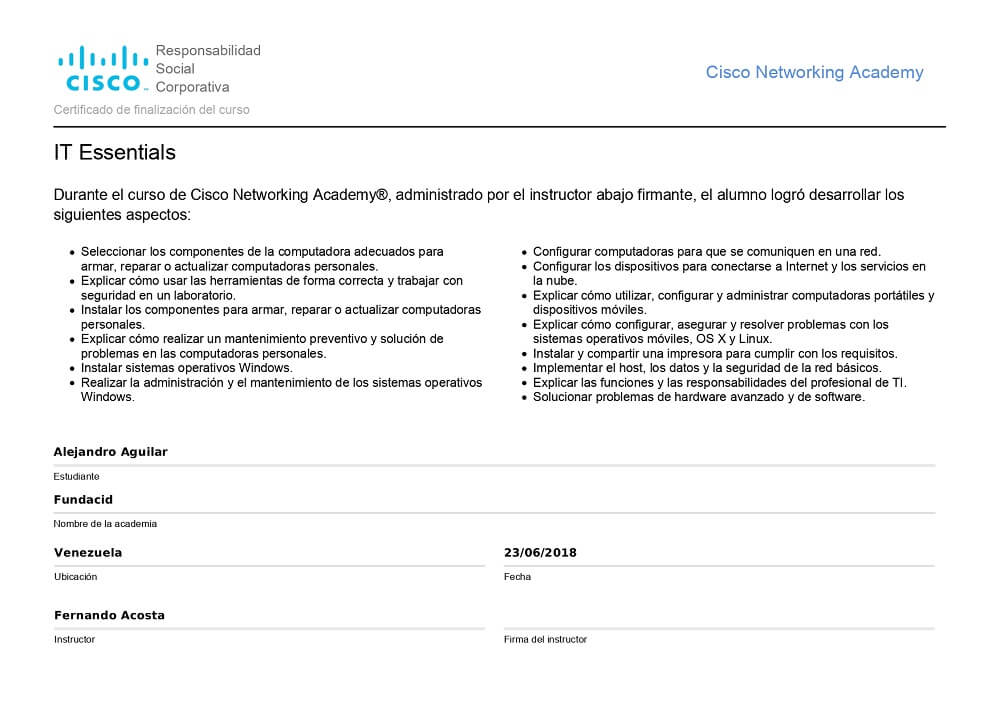 CISCO
Responsabilidad
Social
Corporativa
Cisco Networking Academy
Certificado de finalización del curso
IT Essentials
Durante el curso de Cisco Networking Academy®, administrado por el instructor abajo firmante, el alumno logró desarrollar los
siguientes aspectos:
• Seleccionar los componentes de la computadora adecuados para
armar, reparar o actualizar computadoras personales.
• Explicar cómo usar las herramientas de forma correcta y trabajar con
seguridad en un laboratorio.
• Instalar los componentes para armar, reparar o actualizar computadoras
personales.
• Explicar cómo realizar un mantenimiento preventivo y solución de
problemas en las computadoras personales.
• Instalar sistemas operativos Windows.
• Realizar la administración y el mantenimiento de los sistemas operativos
Windows.
• Configurar computadoras para que se comuniquen en una red.
• Configurar los dispositivos para conectarse a Internet y los servicios en
la nube.
• Explicar cómo utilizar, configurar y administrar computadoras portátiles y
dispositivos móviles.
• Explicar cómo configurar, asegurar y resolver problemas con los
sistemas operativos móviles, OS X y Linux.
• Instalar y compartir una impresora para cumplir con los requisitos.
• Implementar el host, los datos y la seguridad de la red básicos.
• Explicar las funciones y las responsabilidades del profesional de TI.
• Solucionar problemas de hardware avanzado y de software.
Alejandro Aguilar
Estudiante
Fundacid
Nombre de la academia
Venezuela
Ubicación
23/06/2018
Fecha
Fernando Acosta
Instructor
Firma del instructor